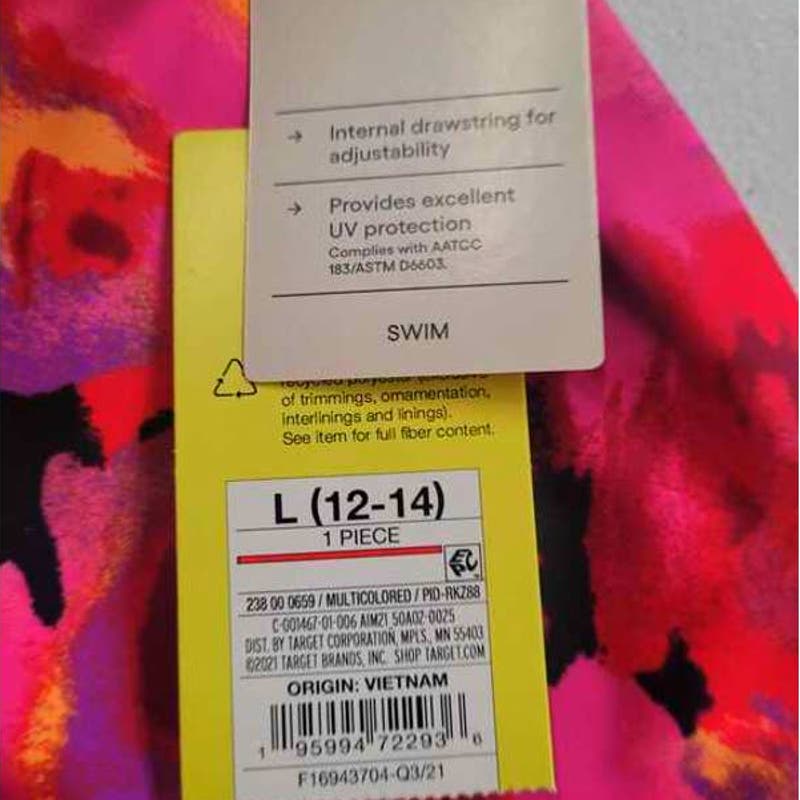 → Internal drawstring for
adjustability
→ Provides excellent
UV protection
Complies with AATCC
183/ASTM D6603.
SWIM
recycled polyester
of trimmings, ornamentation,
interlinings and linings).
See item for full fiber content.
L (12-14)
1 PIECE
EPC
238 00 0659 / MULTICOLORED / PID-RKZ88
C-001467-01-006 AIM21 50A02-0025
DIST. BY TARGET CORPORATION, MPLS, MN 55403
©2021 TARGET BRANDS, INC. SHOP TARGET.COM
ORIGIN: VIETNAM
1 95994 72293 6
F16943704-Q3/21